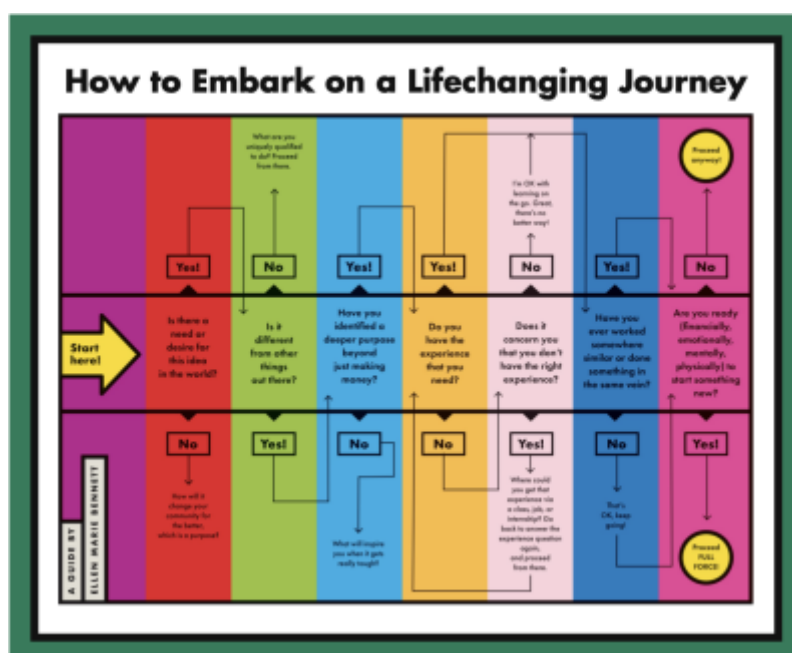 How to Embark on a Lifechanging Journey
What are you
uniquely qualified
to do? Proceed
from there.
I'm OK with
learning on
the go. Great,
there's no
better way!
Proceed
anyway!
Yes!
No
Yes!
Yes!
No
Yes!
No
Start
here!
Is there a
need or
desire for
this idea
in the world?
Is it
different
from other
things
out there?
Have you
identified a
deeper purpose
beyond
just making
money?
Do you
have the
experience
that you
need?
Does it
concern you
that you don't
have the right
experience?
Have you
ever worked
somewhere
similar or done
something in
the same vein?
Are you ready
(financially,
emotionally,
mentally,
physically) to
start something
new?
No
Yes!
No
No
Yes!
No
Yes!
How will it
change your
community for
the better,
which is a purpose?
What will inspire
you when it gets
really tough?
Where could
you get that
experience via
a class, job, or
internship? Go
back to answer the
experience question
again,
and proceed
from there.
That's
OK, keep
going!
Proceed
FULL
FORCE!
A GUIDE BY
ELLEN MARIE BENNETT